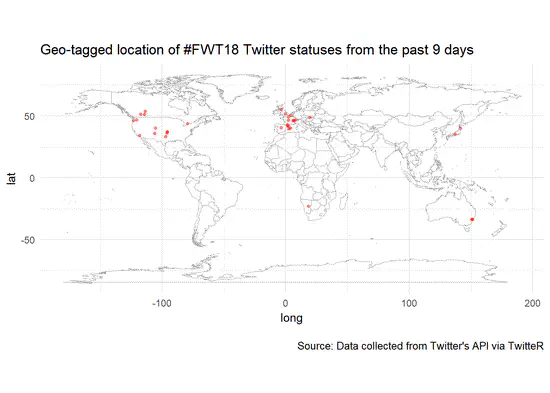 Geo-tagged location of #FWT18 Twitter statuses from the past 9 days
50
0
-50
lat
-100
0
100
200
long
Source: Data collected from Twitter's API via TwitteR